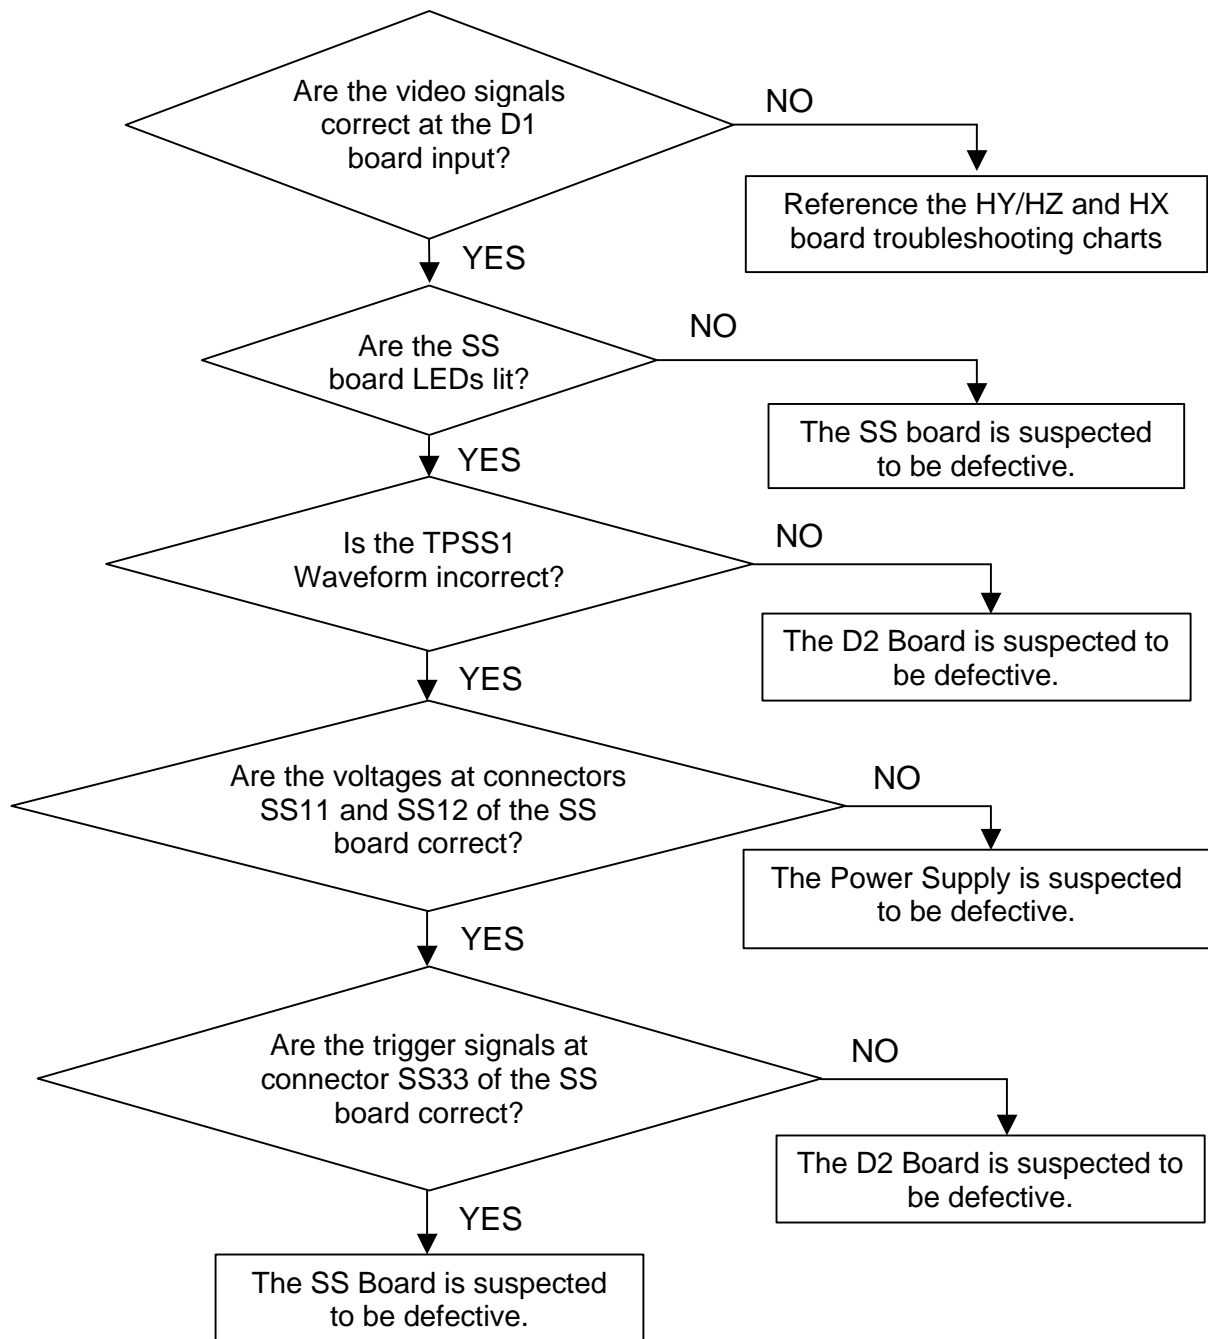 Are the video signals
correct at the D1
board input?
NO
Reference the HY/HZ and HX
board troubleshooting charts
YES
Are the SS
board LEDs lit?
NO
The SS board is suspected
to be defective.
YES
Is the TPSS1
Waveform incorrect?
NO
The D2 Board is suspected to
be defective.
YES
Are the voltages at connectors
SS11 and SS12 of the SS
board correct?
NO
The Power Supply is suspected
to be defective.
YES
Are the trigger signals at
connector SS33 of the SS
board correct?
NO
The D2 Board is suspected to
be defective.
YES
The SS Board is suspected
to be defective.